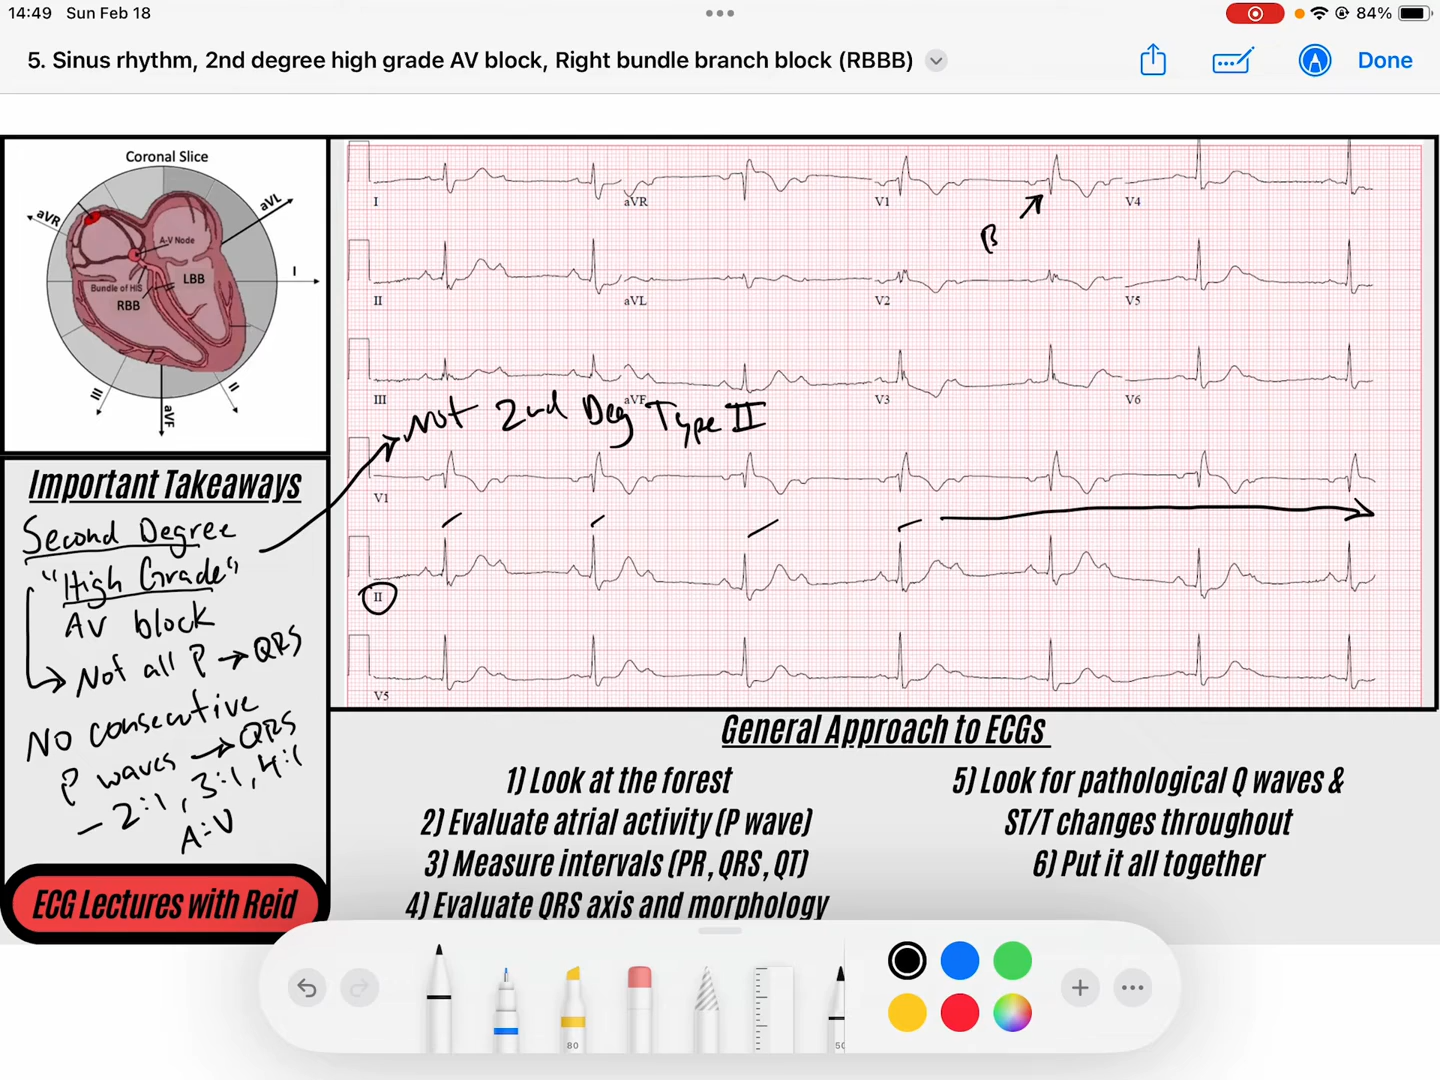 14:49 Sun Feb 18
84%
5. Sinus rhythm, 2nd degree high grade AV block, Right bundle branch block (RBBB)
Done
Coronal Slice
aVR
aVL
A-V Node
I
Bundle of HIS
LBB
RBB
III
II
aVF
Important Takeaways
Second Degree
"High Grade"
AV block
Not all P → QRS
No consecutive
P waves → QRS
- 2:1, 3:1, 4:1
A:V
ECG Lectures with Reid
I
aVR
V1
V4
II
aVL
V2
V5
III
aVF
V3
V6
Not 2nd Deg Type II
V1
II
V5
General Approach to ECGs
1) Look at the forest
2) Evaluate atrial activity (P wave)
3) Measure intervals (PR, QRS, QT)
4) Evaluate QRS axis and morphology
5) Look for pathological Q waves &
ST/T changes throughout
6) Put it all together
80
50